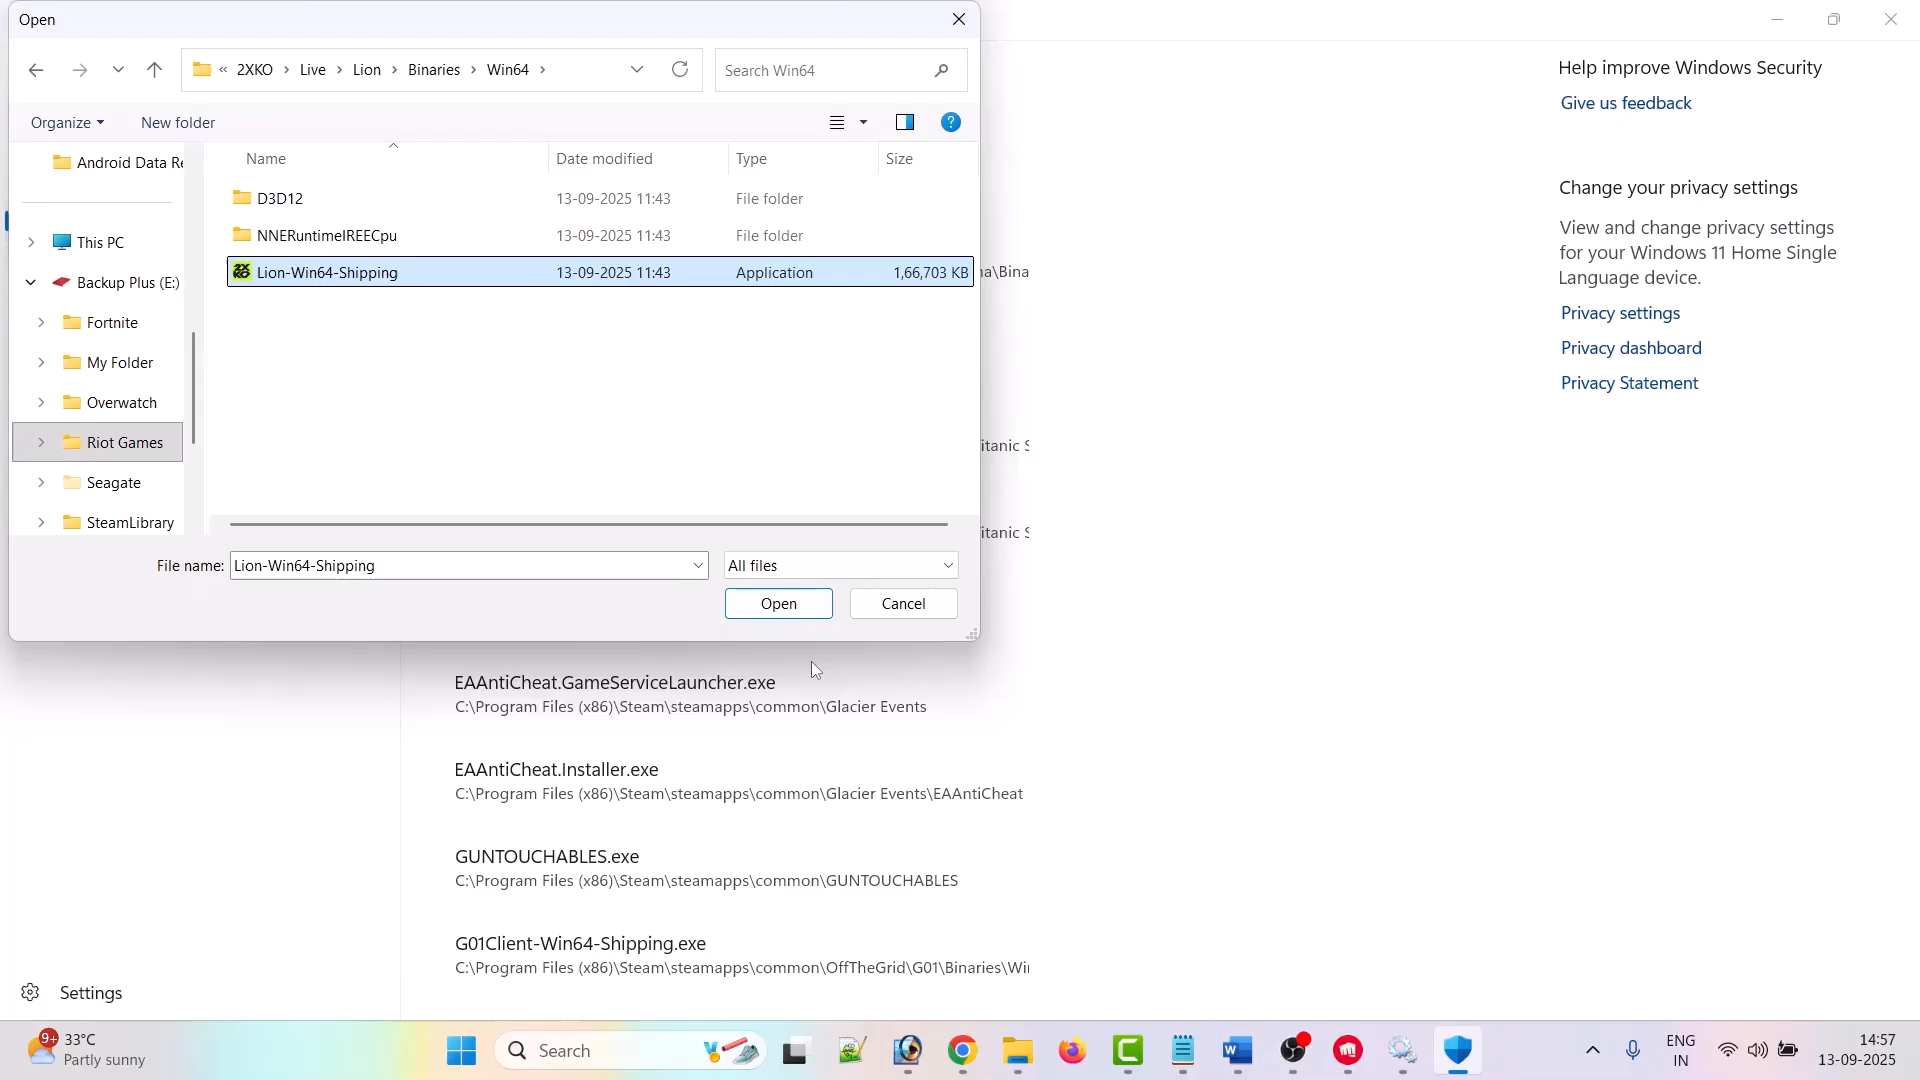 Open
« 2XKO › Live › Lion › Binaries › Win64 ›
Search Win64
Organize
New folder
Name
Date modified
Type
Size
Android Data Re
This PC
Backup Plus (E:)
Fortnite
My Folder
Overwatch
Riot Games
Seagate
SteamLibrary
D3D12 13-09-2025 11:43 File folder
NNERuntimeIREECpu 13-09-2025 11:43 File folder
Lion-Win64-Shipping 13-09-2025 11:43 Application 1,66,703 KB
File name: Lion-Win64-Shipping
All files
Open
Cancel
na\Bina
itanic S
itanic S
EAAntiCheat.GameServiceLauncher.exe
C:\Program Files (x86)\Steam\steamapps\common\Glacier Events
EAAntiCheat.Installer.exe
C:\Program Files (x86)\Steam\steamapps\common\Glacier Events\EAAntiCheat
GUNTOUCHABLES.exe
C:\Program Files (x86)\Steam\steamapps\common\GUNTOUCHABLES
G01Client-Win64-Shipping.exe
C:\Program Files (x86)\Steam\steamapps\common\OffTheGrid\G01\Binaries\Wi
Settings
Help improve Windows Security
Give us feedback
Change your privacy settings
View and change privacy settings
for your Windows 11 Home Single
Language device.
Privacy settings
Privacy dashboard
Privacy Statement
9+
33°C
Partly sunny
Search
ENG
IN
14:57
13-09-2025